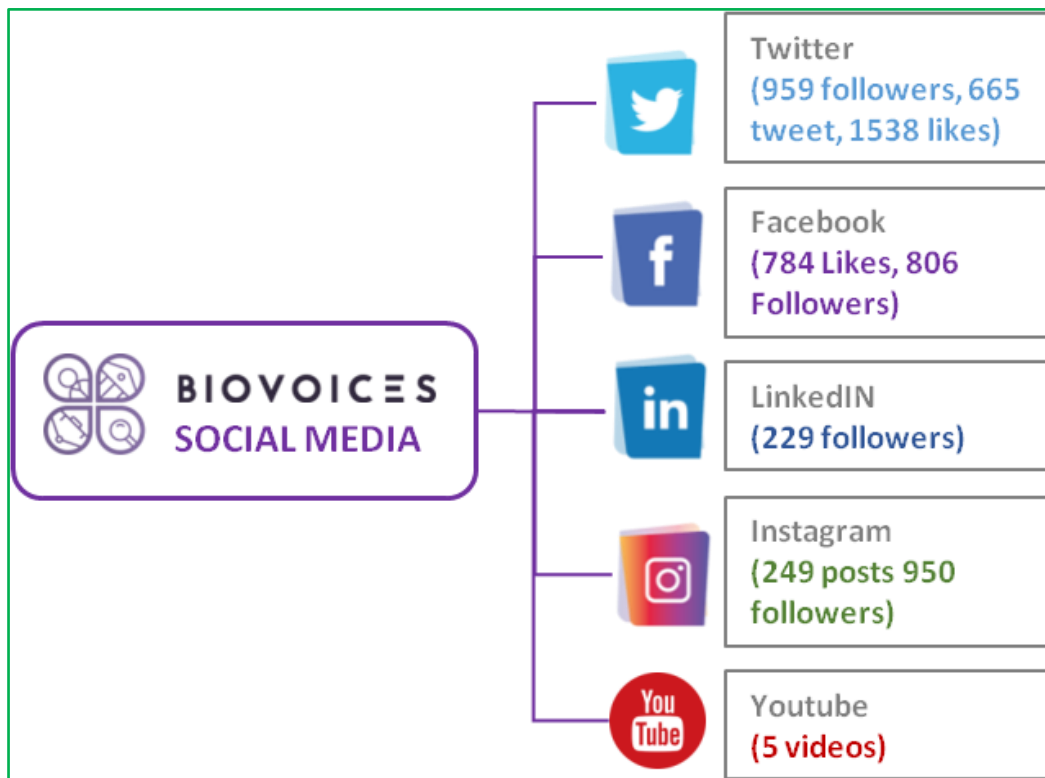 BIOVOICES
SOCIAL MEDIA
Twitter
(959 followers, 665
tweet, 1538 likes)
f
Facebook
(784 Likes, 806
Followers)
in
LinkedIN
(229 followers)
Instagram
(249 posts 950
followers)
You
Tube
Youtube
(5 videos)